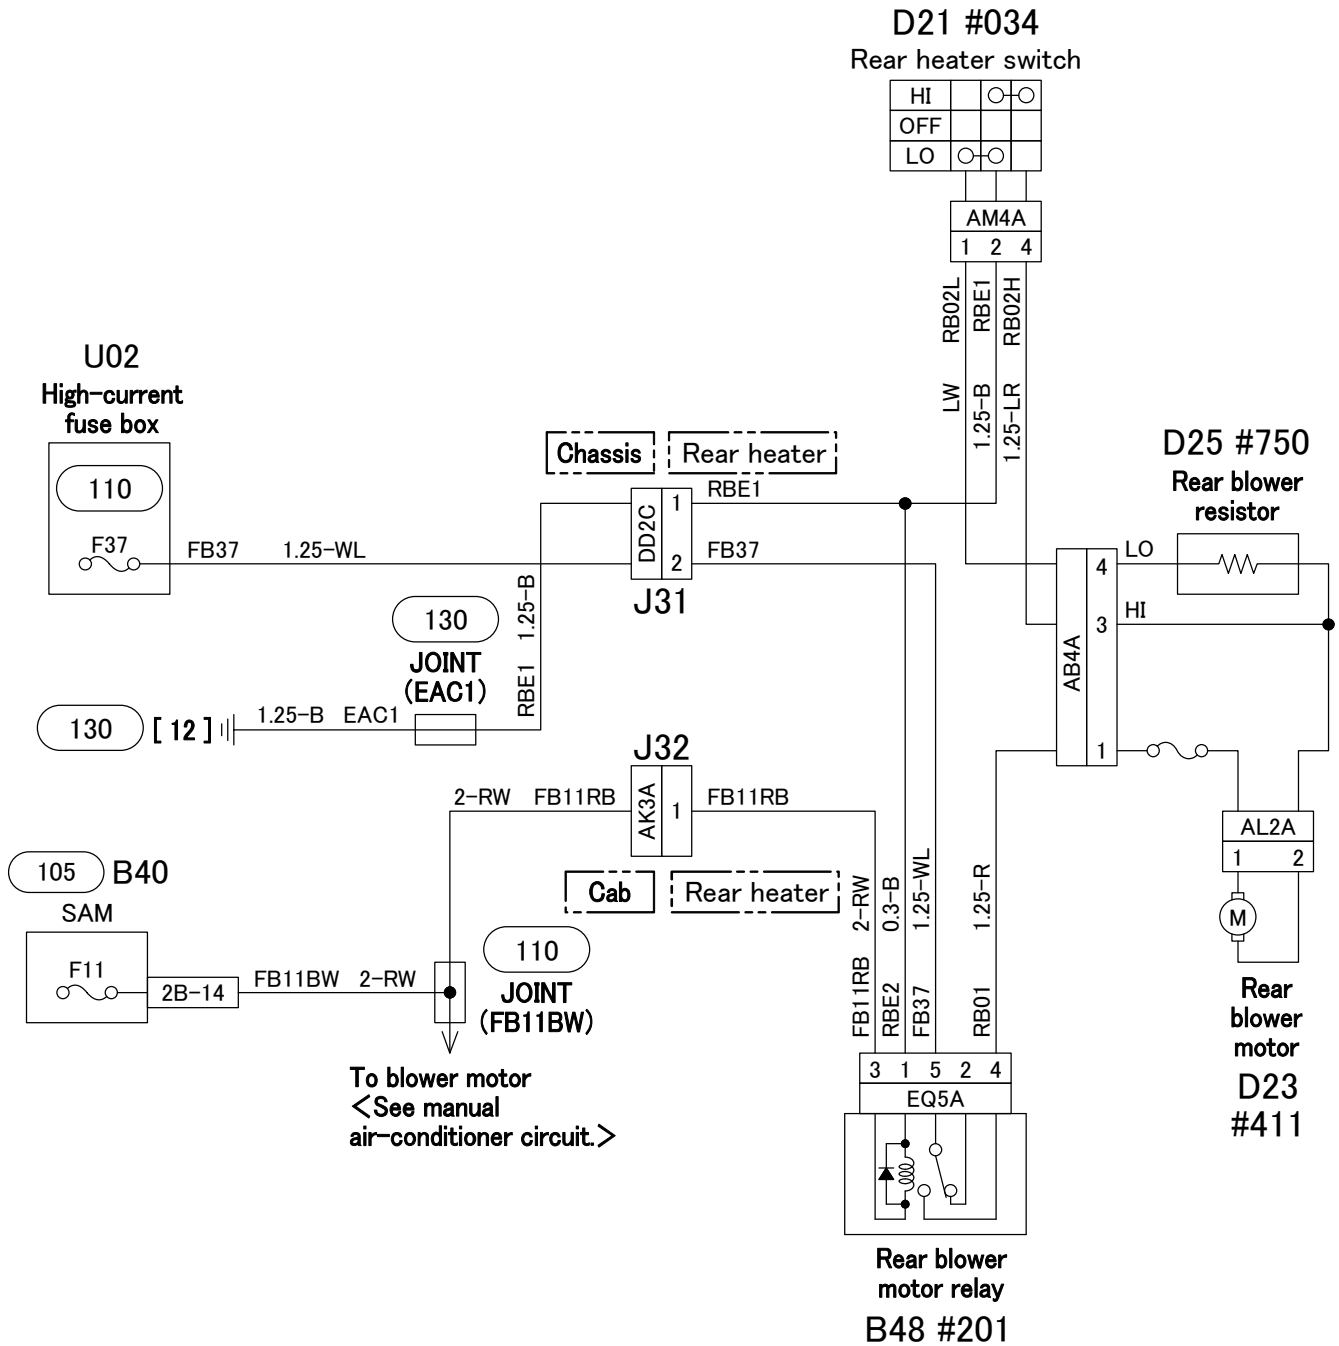 D21 #034
Rear heater switch
HI
OFF
LO
AM4A
1 2 4
RB02L
RBE1
RB02H
LW
1.25-B
1.25-LR
U02
High-current
fuse box
110
F37
FB37 1.25-WL
Chassis
Rear heater
DD2C
1
2
RBE1
FB37
J31
D25 #750
Rear blower
resistor
LO
HI
AB4A
4
3
1
130
JOINT
(EAC1)
1.25-B
RBE1
130
[ 12 ]
1.25-B EAC1
J32
2-RW FB11RB
AK3A
1
FB11RB
Cab
Rear heater
AL2A
1 2
M
Rear
blower
motor
D23
#411
105
B40
SAM
F11
2B-14
FB11BW 2-RW
110
JOINT
(FB11BW)
To blower motor
<See manual
air-conditioner circuit.>
2-RW
0.3-B
1.25-WL
1.25-R
FB11RB
RBE2
FB37
RB01
3 1 5 2 4
EQ5A
Rear blower
motor relay
B48 #201